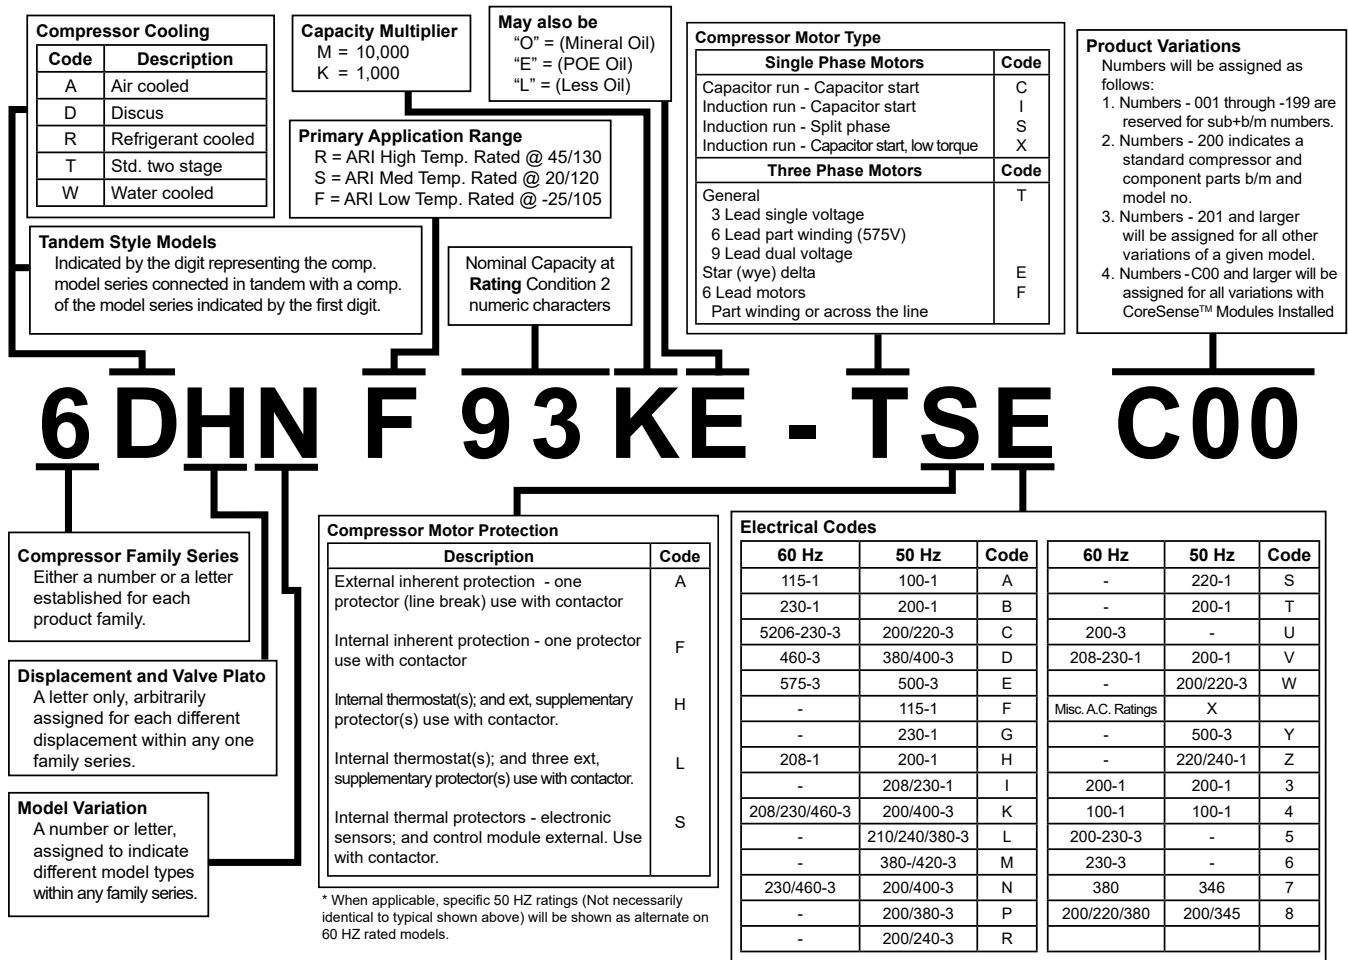 Compressor Cooling
Code Description
A Air cooled
D Discus
R Refrigerant cooled
T Std. two stage
W Water cooled
Capacity Multiplier
M = 10,000
K = 1,000
May also be
“O” = (Mineral Oil)
“E” = (POE Oil)
“L” = (Less Oil)
Primary Application Range
R = ARI High Temp. Rated @ 45/130
S = ARI Med Temp. Rated @ 20/120
F = ARI Low Temp. Rated @ -25/105
Compressor Motor Type
Single Phase Motors Code
Capacitor run - Capacitor start C
Induction run - Capacitor start I
Induction run - Split phase S
Induction run - Capacitor start, low torque X
Three Phase Motors Code
General T
3 Lead single voltage
6 Lead part winding (575V)
9 Lead dual voltage
Star (wye) delta E
6 Lead motors F
Part winding or across the line
Product Variations
Numbers will be assigned as
follows:
1. Numbers - 001 through -199 are
reserved for sub+b/m numbers.
2. Numbers - 200 indicates a
standard compressor and
component parts b/m and
model no.
3. Numbers - 201 and larger
will be assigned for all other
variations of a given model.
4. Numbers - C00 and larger will be
assigned for all variations with
CoreSense™ Modules Installed
Tandem Style Models
Indicated by the digit representing the comp.
model series connected in tandem with a comp.
of the model series indicated by the first digit.
Nominal Capacity at
Rating Condition 2
numeric characters
6DHN F 93KE - TSE C00
Compressor Family Series
Either a number or a letter
established for each
product family.
Displacement and Valve Plato
A letter only, arbitrarily
assigned for each different
displacement within any one
family series.
Model Variation
A number or letter,
assigned to indicate
different model types
within any family series.
Compressor Motor Protection
Description Code
External inherent protection - one A
protector (line break) use with contactor
Internal inherent protection - one protector F
use with contactor
Internal thermostat(s); and ext, supplementary H
protector(s) use with contactor.
Internal thermostat(s); and three ext, L
supplementary protector(s) use with contactor.
Internal thermal protectors - electronic S
sensors; and control module external. Use
with contactor.
* When applicable, specific 50 HZ ratings (Not necessarily
identical to typical shown above) will be shown as alternate on
60 HZ rated models.
Electrical Codes
60 Hz 50 Hz Code 60 Hz 50 Hz Code
115-1 100-1 A - 220-1 S
230-1 200-1 B - 200-1 T
5206-230-3 200/220-3 C 200-3 - U
460-3 380/400-3 D 208-230-1 200-1 V
575-3 500-3 E - 200/220-3 W
- 115-1 F Misc. A.C. Ratings X
- 230-1 G - 500-3 Y
208-1 200-1 H - 220/240-1 Z
- 208/230-1 I 200-1 200-1 3
208/230/460-3 200/400-3 K 100-1 100-1 4
- 210/240/380-3 L 200-230-3 - 5
- 380-/420-3 M 230-3 - 6
230/460-3 200/400-3 N 380 346 7
- 200/380-3 P 200/220/380 200/345 8
- 200/240-3 R